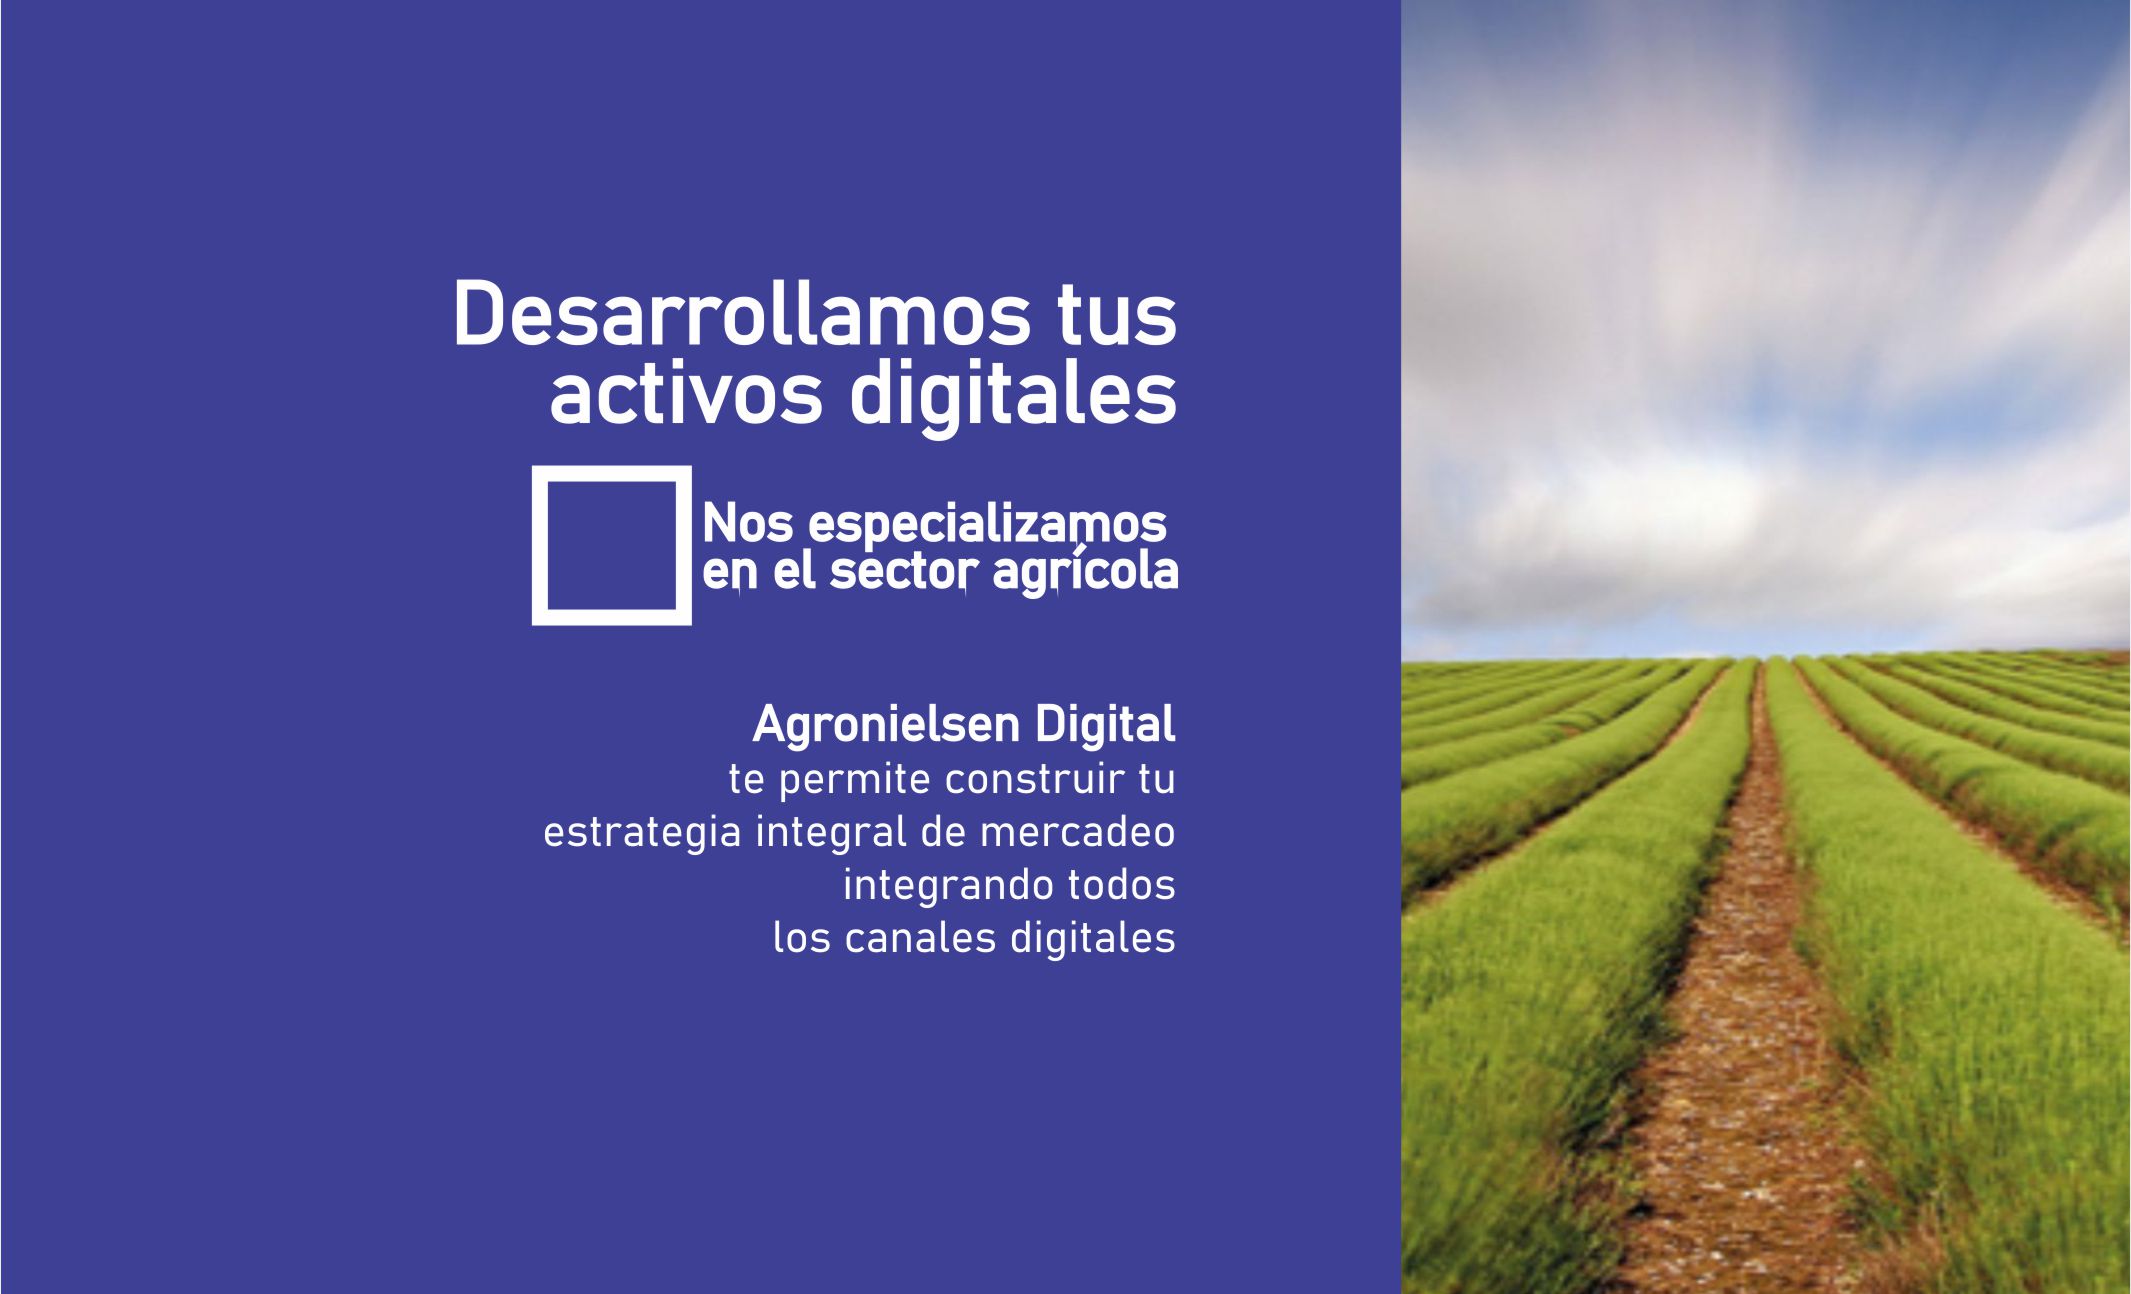 Desarrollamos tus
activos digitales
Nos especializamos
en el sector agrícola
Agronielsen Digital
te permite construir tu
estrategia integral de mercadeo
integrando todos
los canales digitales